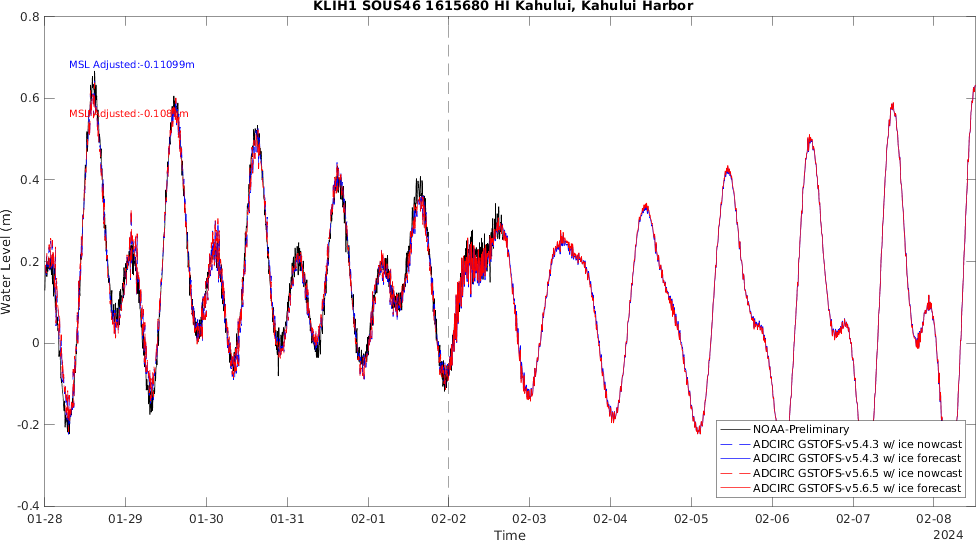 KLIH1 SOUS46 1615680 HI Kahului, Kahului Harbor
0.8
0.6
0.4
0.2
0
-0.2
-0.4
Water Level (m)
MSL Adjusted:-0.11099m
MSL Adjusted:
NOAA-Preliminary
ADCIRC GSTOFS-v5.4.3 w/ ice nowcast
ADCIRC GSTOFS-v5.4.3 w/ ice forecast
ADCIRC GSTOFS-v5.6.5 w/ ice nowcast
ADCIRC GSTOFS-v5.6.5 w/ ice forecast
01-28 01-29 01-30 01-31 02-01 02-02 02-03 02-04 02-05 02-06 02-07 02-08
Time
2024